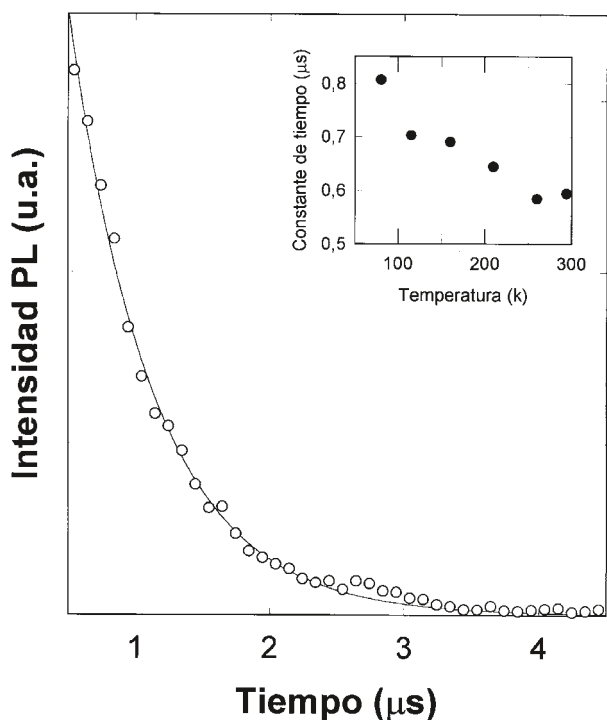 Intensidad PL (u.a.)
Constante de tiempo (μs)
0,8
0,7
0,6
0,5
100
200
300
Temperatura (k)
1
2
3
4
Tiempo (μs)